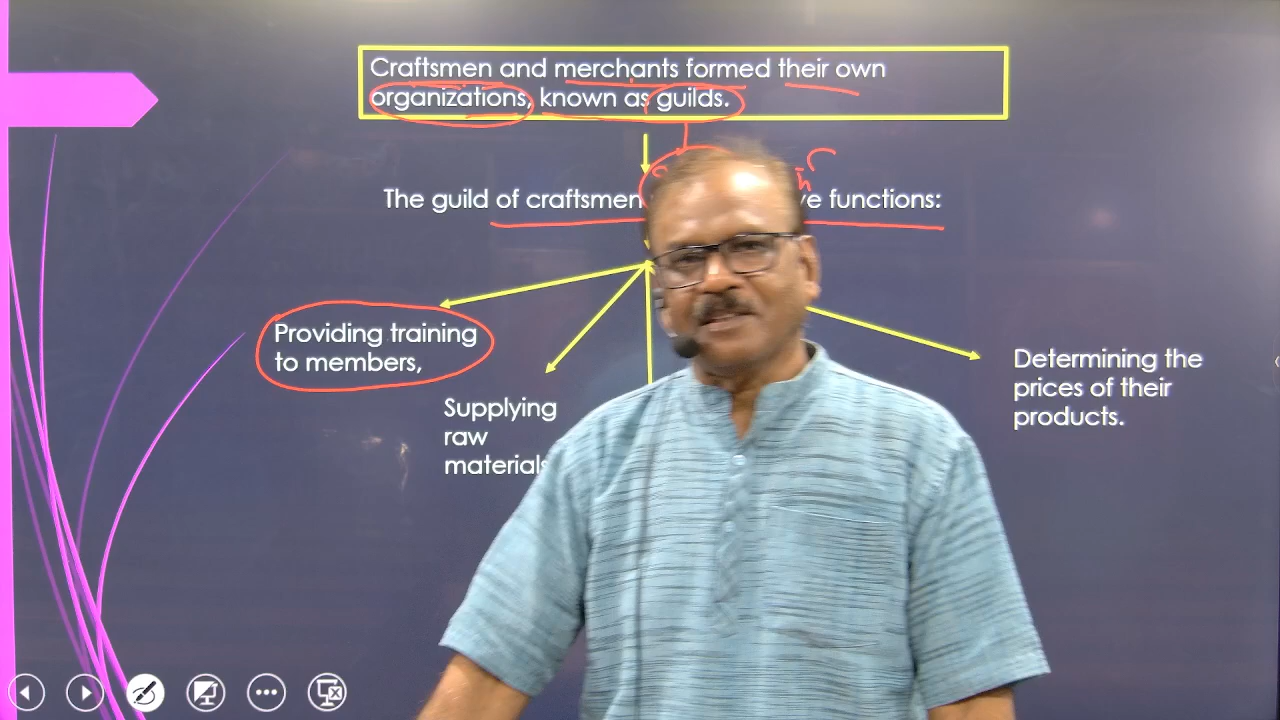 Craftsmen and merchants formed their own
organizations, known as guilds.
The guild of craftsmen functions:
Providing training
to members,
Supplying
raw
materials
Determining the
prices of their
products.